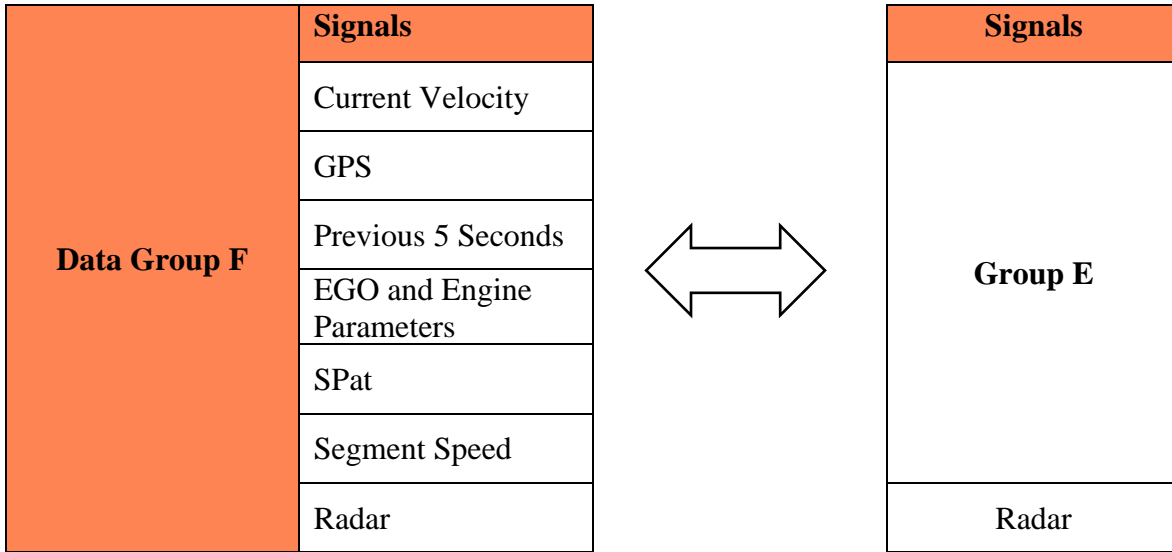 Signals
Current Velocity
GPS
Previous 5 Seconds
Data Group F
EGO and Engine
Parameters
SPat
Segment Speed
Radar
Signals
Group E
Radar